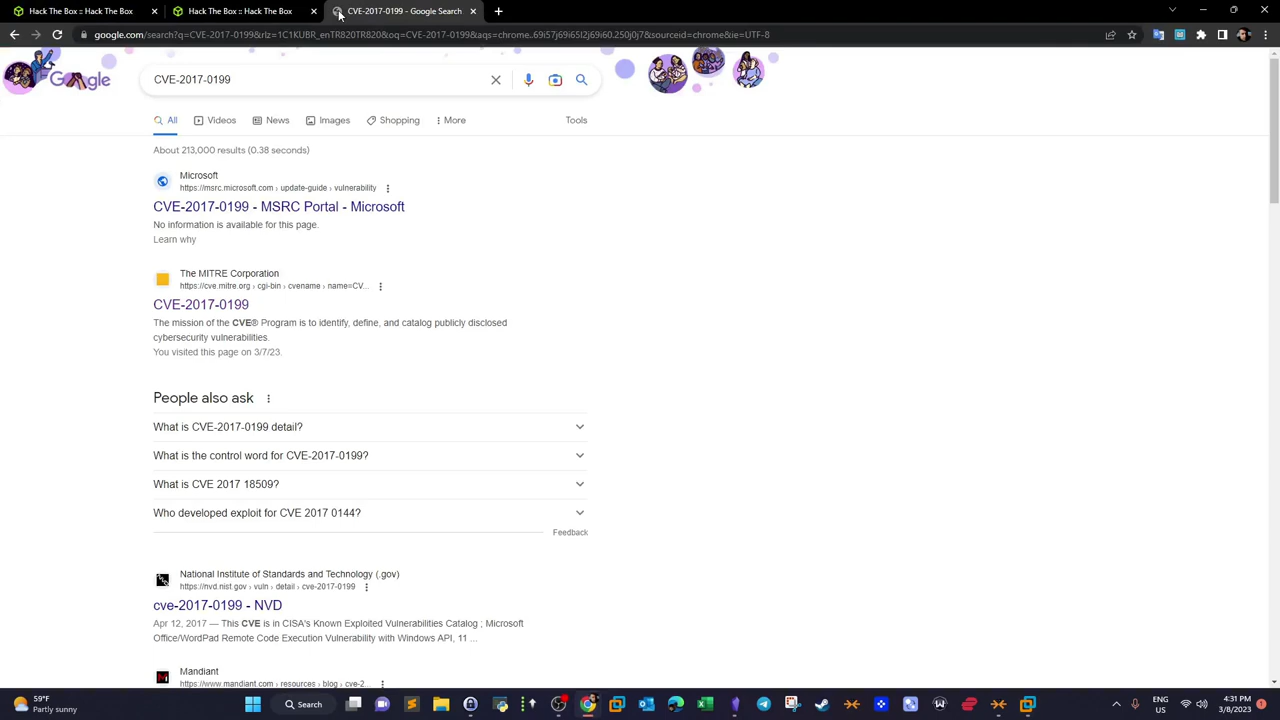 Hack The Box :: Hack The Box
Hack The Box :: Hack The Box
CVE-2017-0199 - Google Search
google.com/search?q=CVE-2017-0199&rlz=1C1KUBR_enTR820TR820&oq=CVE-2017-0199&aqs=chrome..69i57j69i65l2j69i60.250j0j7&sourceid=chrome&ie=UTF-8
Google
CVE-2017-0199
All
Videos
News
Images
Shopping
More
Tools
About 213,000 results (0.38 seconds)
Microsoft
https://msrc.microsoft.com › update-guide › vulnerability
CVE-2017-0199 - MSRC Portal - Microsoft
No information is available for this page.
Learn why
The MITRE Corporation
https://cve.mitre.org › cgi-bin › cvename › name=CV...
CVE-2017-0199
The mission of the CVE® Program is to identify, define, and catalog publicly disclosed
cybersecurity vulnerabilities.
You visited this page on 3/7/23.
People also ask
What is CVE-2017-0199 detail?
What is the control word for CVE-2017-0199?
What is CVE 2017 18509?
Who developed exploit for CVE 2017 0144?
Feedback
National Institute of Standards and Technology (.gov)
https://nvd.nist.gov › vuln › detail › cve-2017-0199
cve-2017-0199 - NVD
Apr 12, 2017 — This CVE is in CISA's Known Exploited Vulnerabilities Catalog ; Microsoft
Office/WordPad Remote Code Execution Vulnerability with Windows API, 11 ...
Mandiant
https://www.mandiant.com › resources › blog › cve-2...
59°F
Partly sunny
Search
ENG
US
4:31 PM
3/8/2023